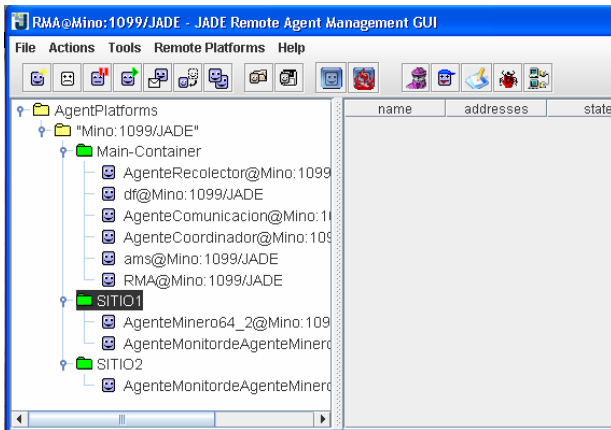 RMA@Mino:1099/JADE - JADE Remote Agent Management GUI
File Actions Tools Remote Platforms Help
AgentPlatforms
"Mino:1099/JADE"
Main-Container
AgenteRecolector@Mino:1099
df@Mino:1099/JADE
AgenteComunicacion@Mino:1
AgenteCoordinador@Mino:109
ams@Mino:1099/JADE
RMA@Mino:1099/JADE
SITIO1
AgenteMinero64_2@Mino:109
AgenteMonitordeAgenteMinero
SITIO2
AgenteMonitordeAgenteMinero
name addresses state